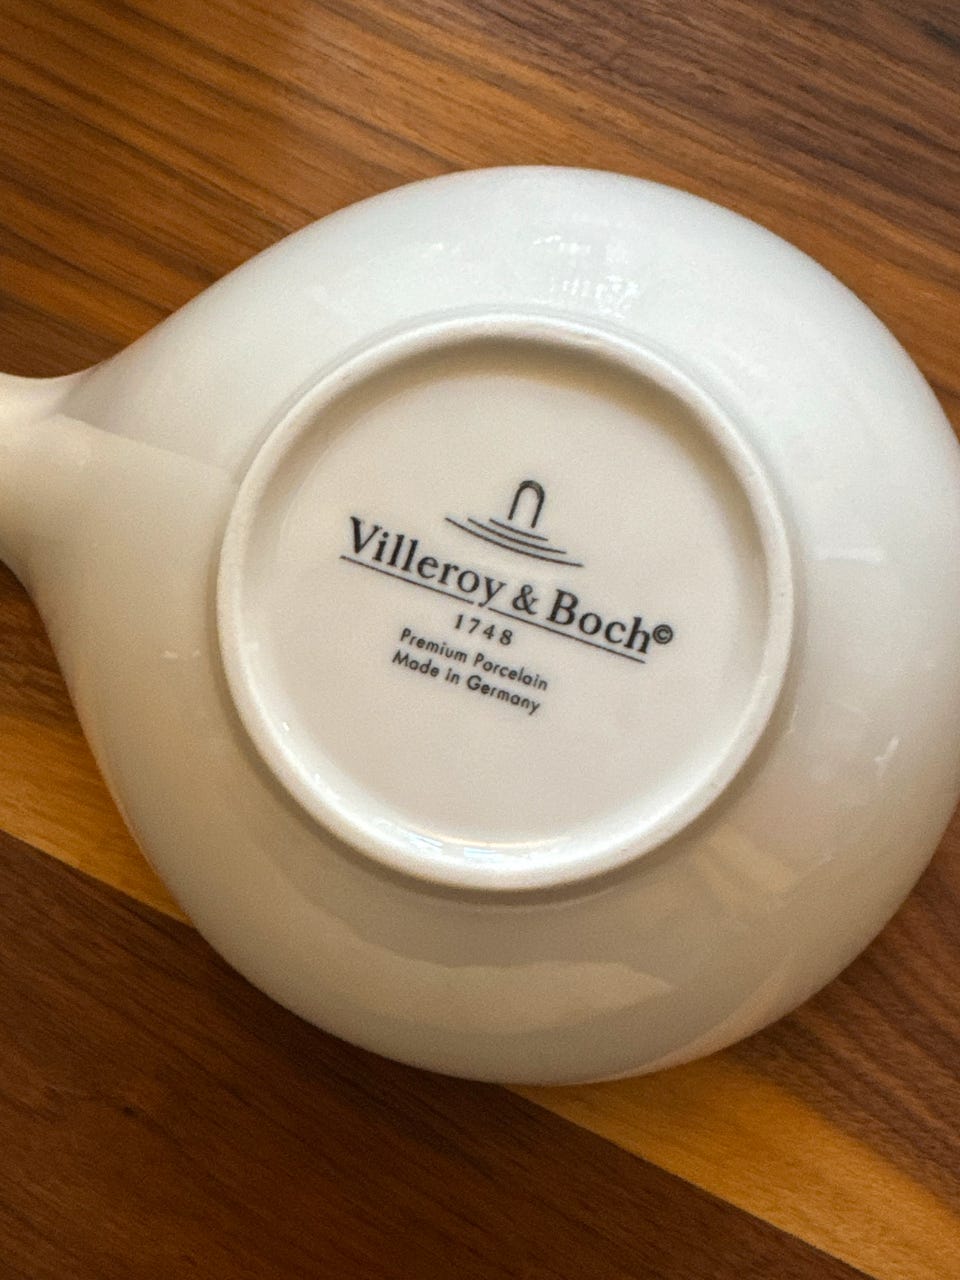 Villeroy & Boch©
1748
Premium Porcelain
Made in Germany